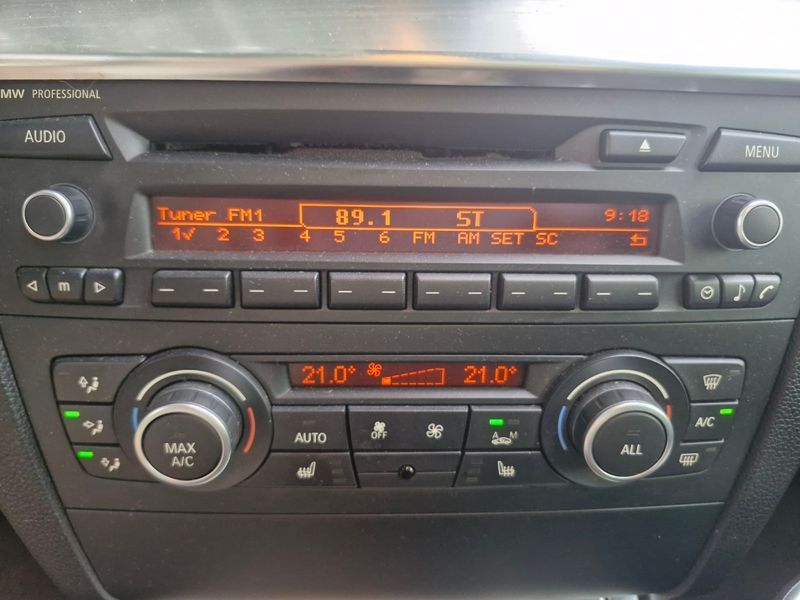 MW PROFESSIONAL
AUDIO
MENU
Tuner FM1 89.1 ST 9:18
1✓ 2 3 4 5 6 FM AM SET SC
m
21.0° 21.0°
MAX A/C
AUTO
OFF
A M
ALL
A/C